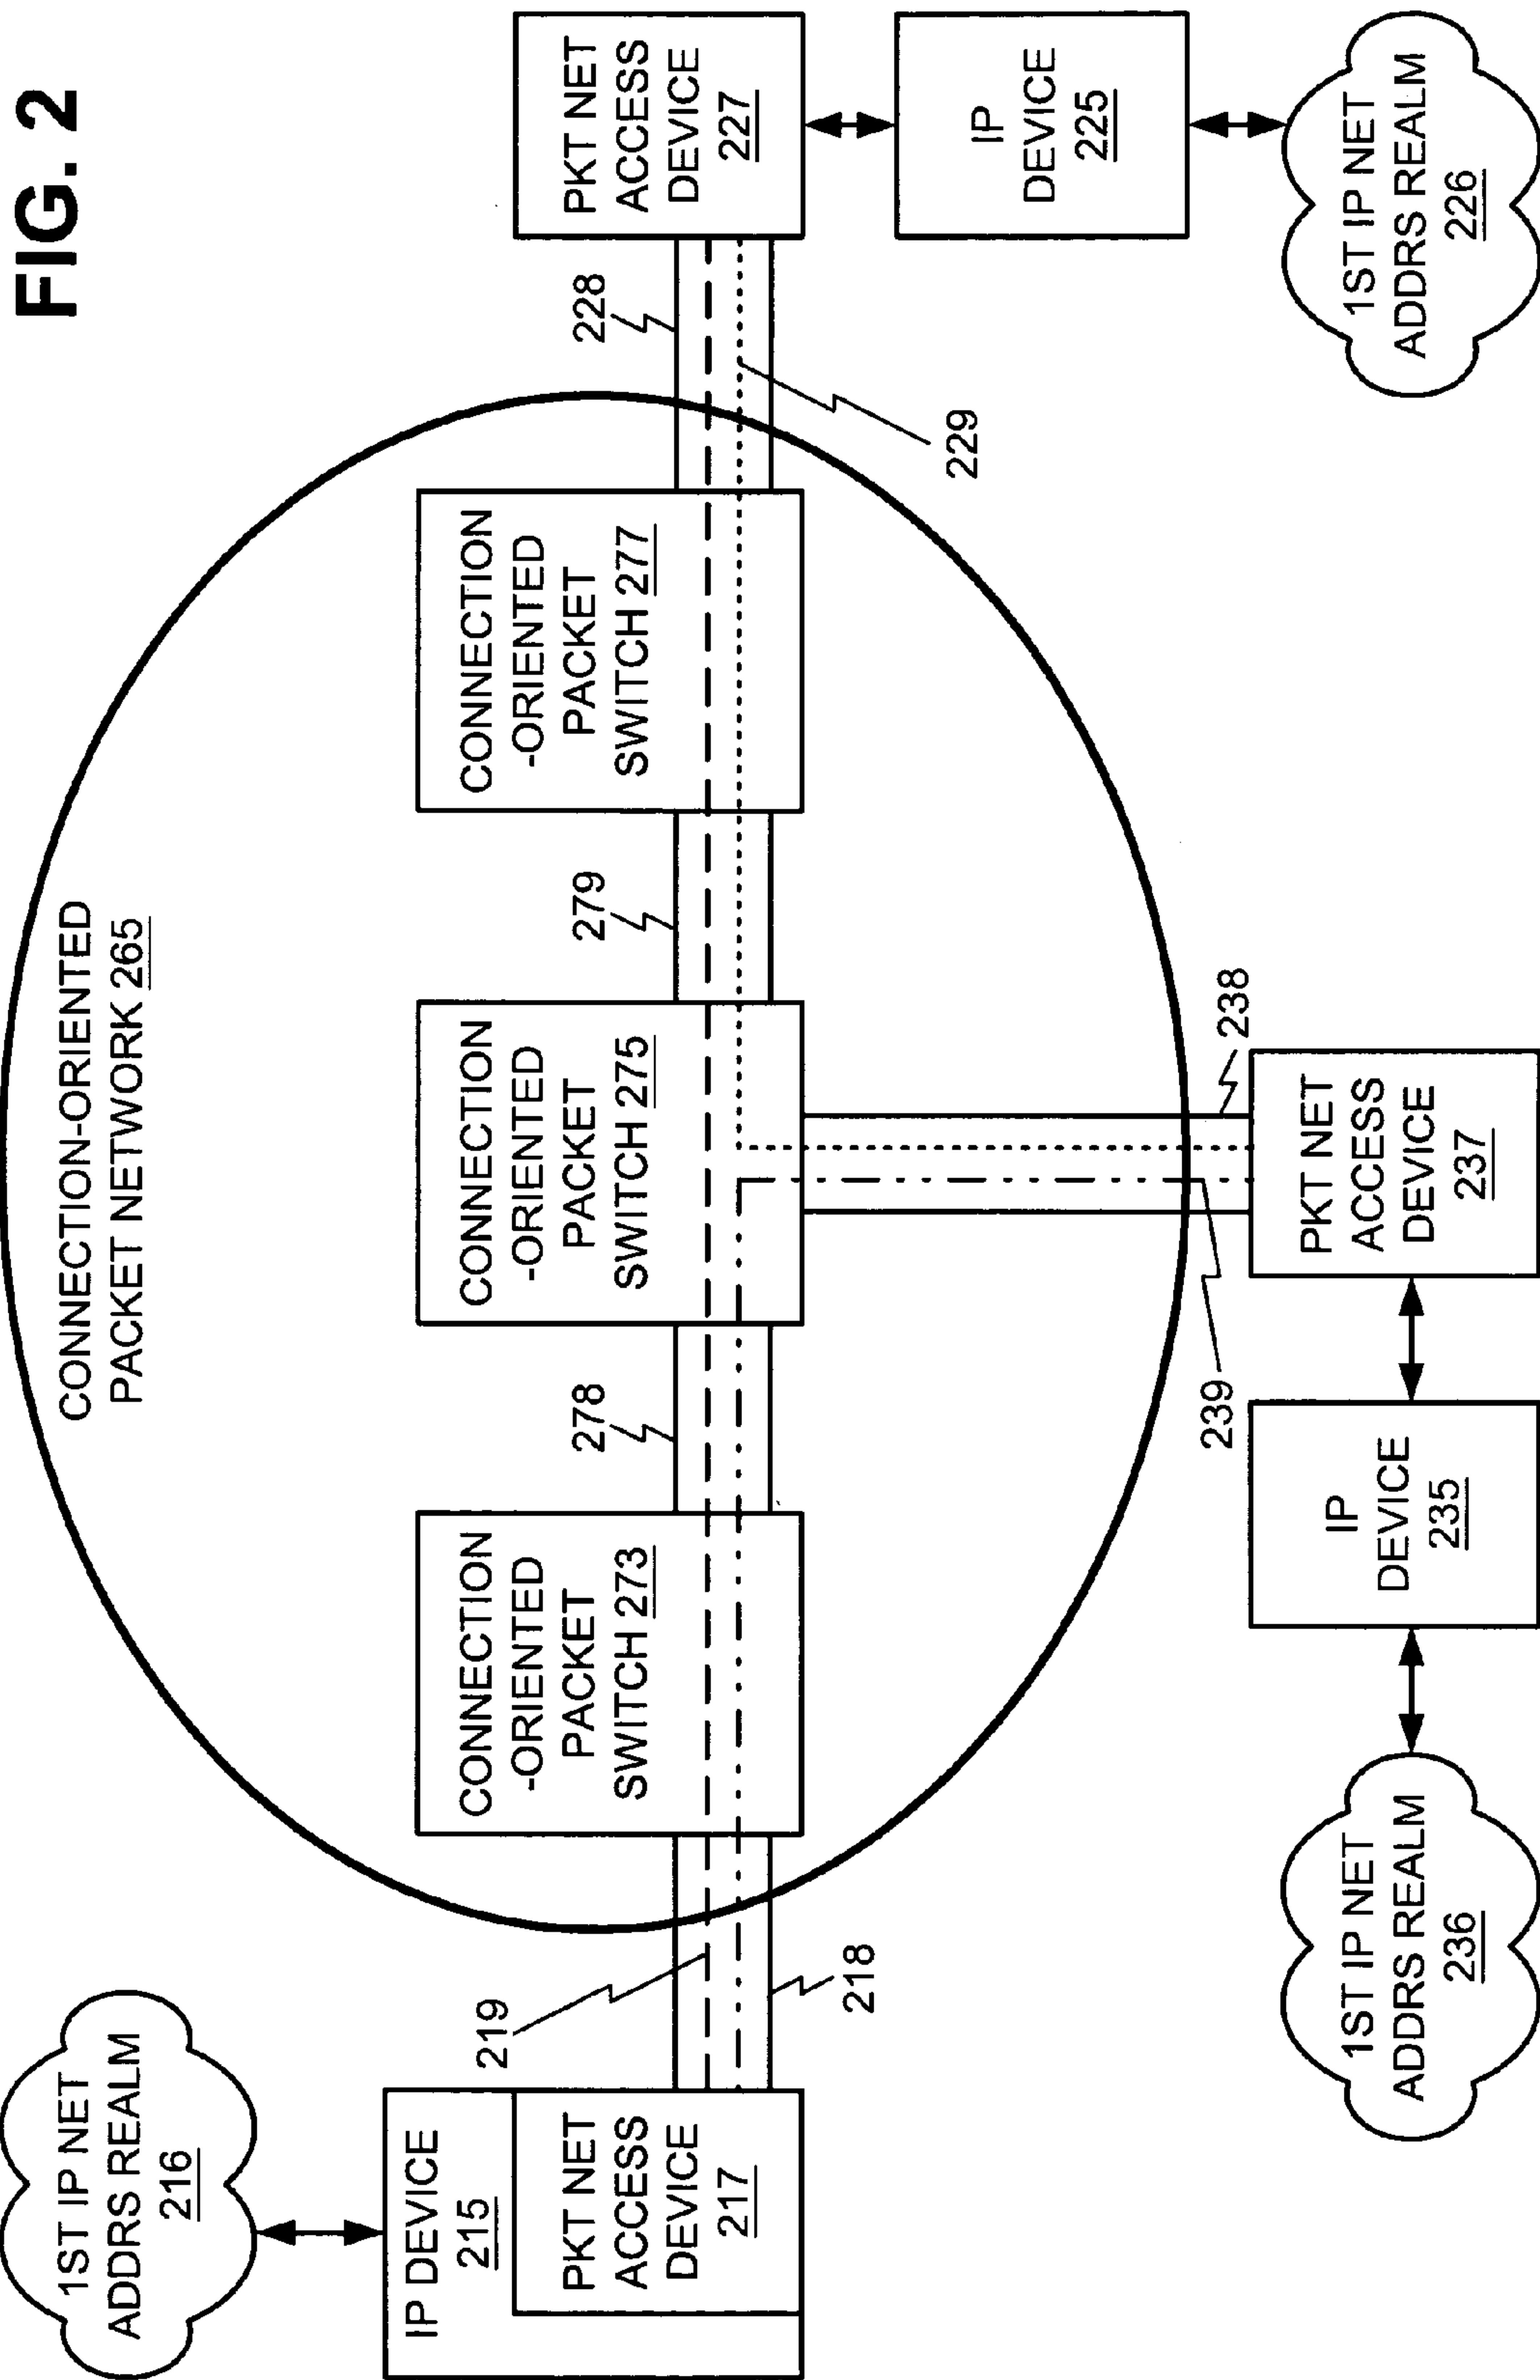 FIG. 2
CONNECTION-ORIENTED
PACKET NETWORK 265
1ST IP NET
ADDRS REALM
216
IP DEVICE
215
PKT NET
ACCESS
DEVICE
217
219
218
CONNECTION
-ORIENTED
PACKET
SWITCH 273
278
CONNECTION
-ORIENTED
PACKET
SWITCH 275
279
CONNECTION
-ORIENTED
PACKET
SWITCH 277
228
229
PKT NET
ACCESS
DEVICE
227
IP
DEVICE
225
1ST IP NET
ADDRS REALM
226
238
239
PKT NET
ACCESS
DEVICE
237
IP
DEVICE
235
1ST IP NET
ADDRS REALM
236